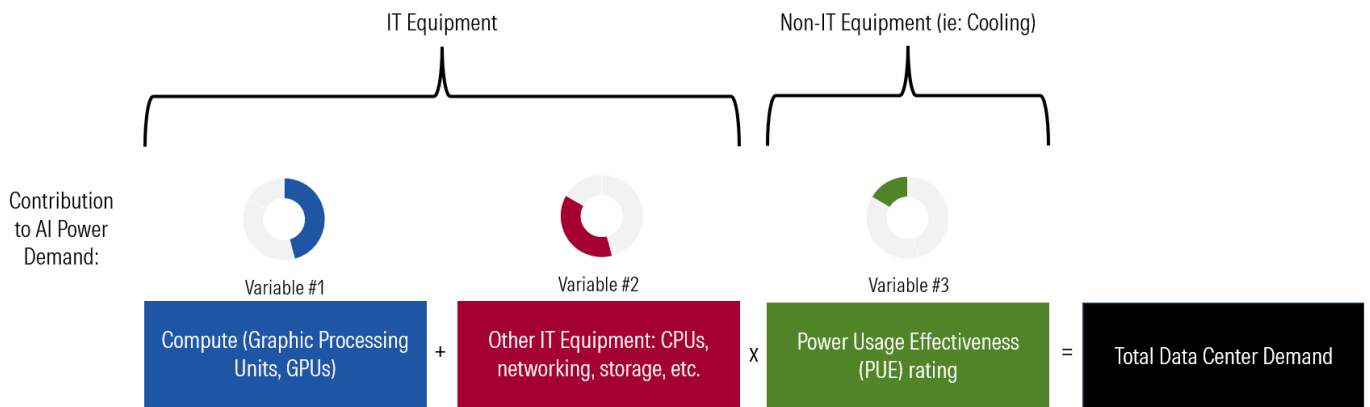 IT Equipment
Non-IT Equipment (ie: Cooling)
Contribution
to AI Power
Demand:
Variable #1
Variable #2
Variable #3
Compute (Graphic Processing
Units, GPUs)
+
Other IT Equipment: CPUs,
networking, storage, etc.
x
Power Usage Effectiveness
(PUE) rating
=
Total Data Center Demand